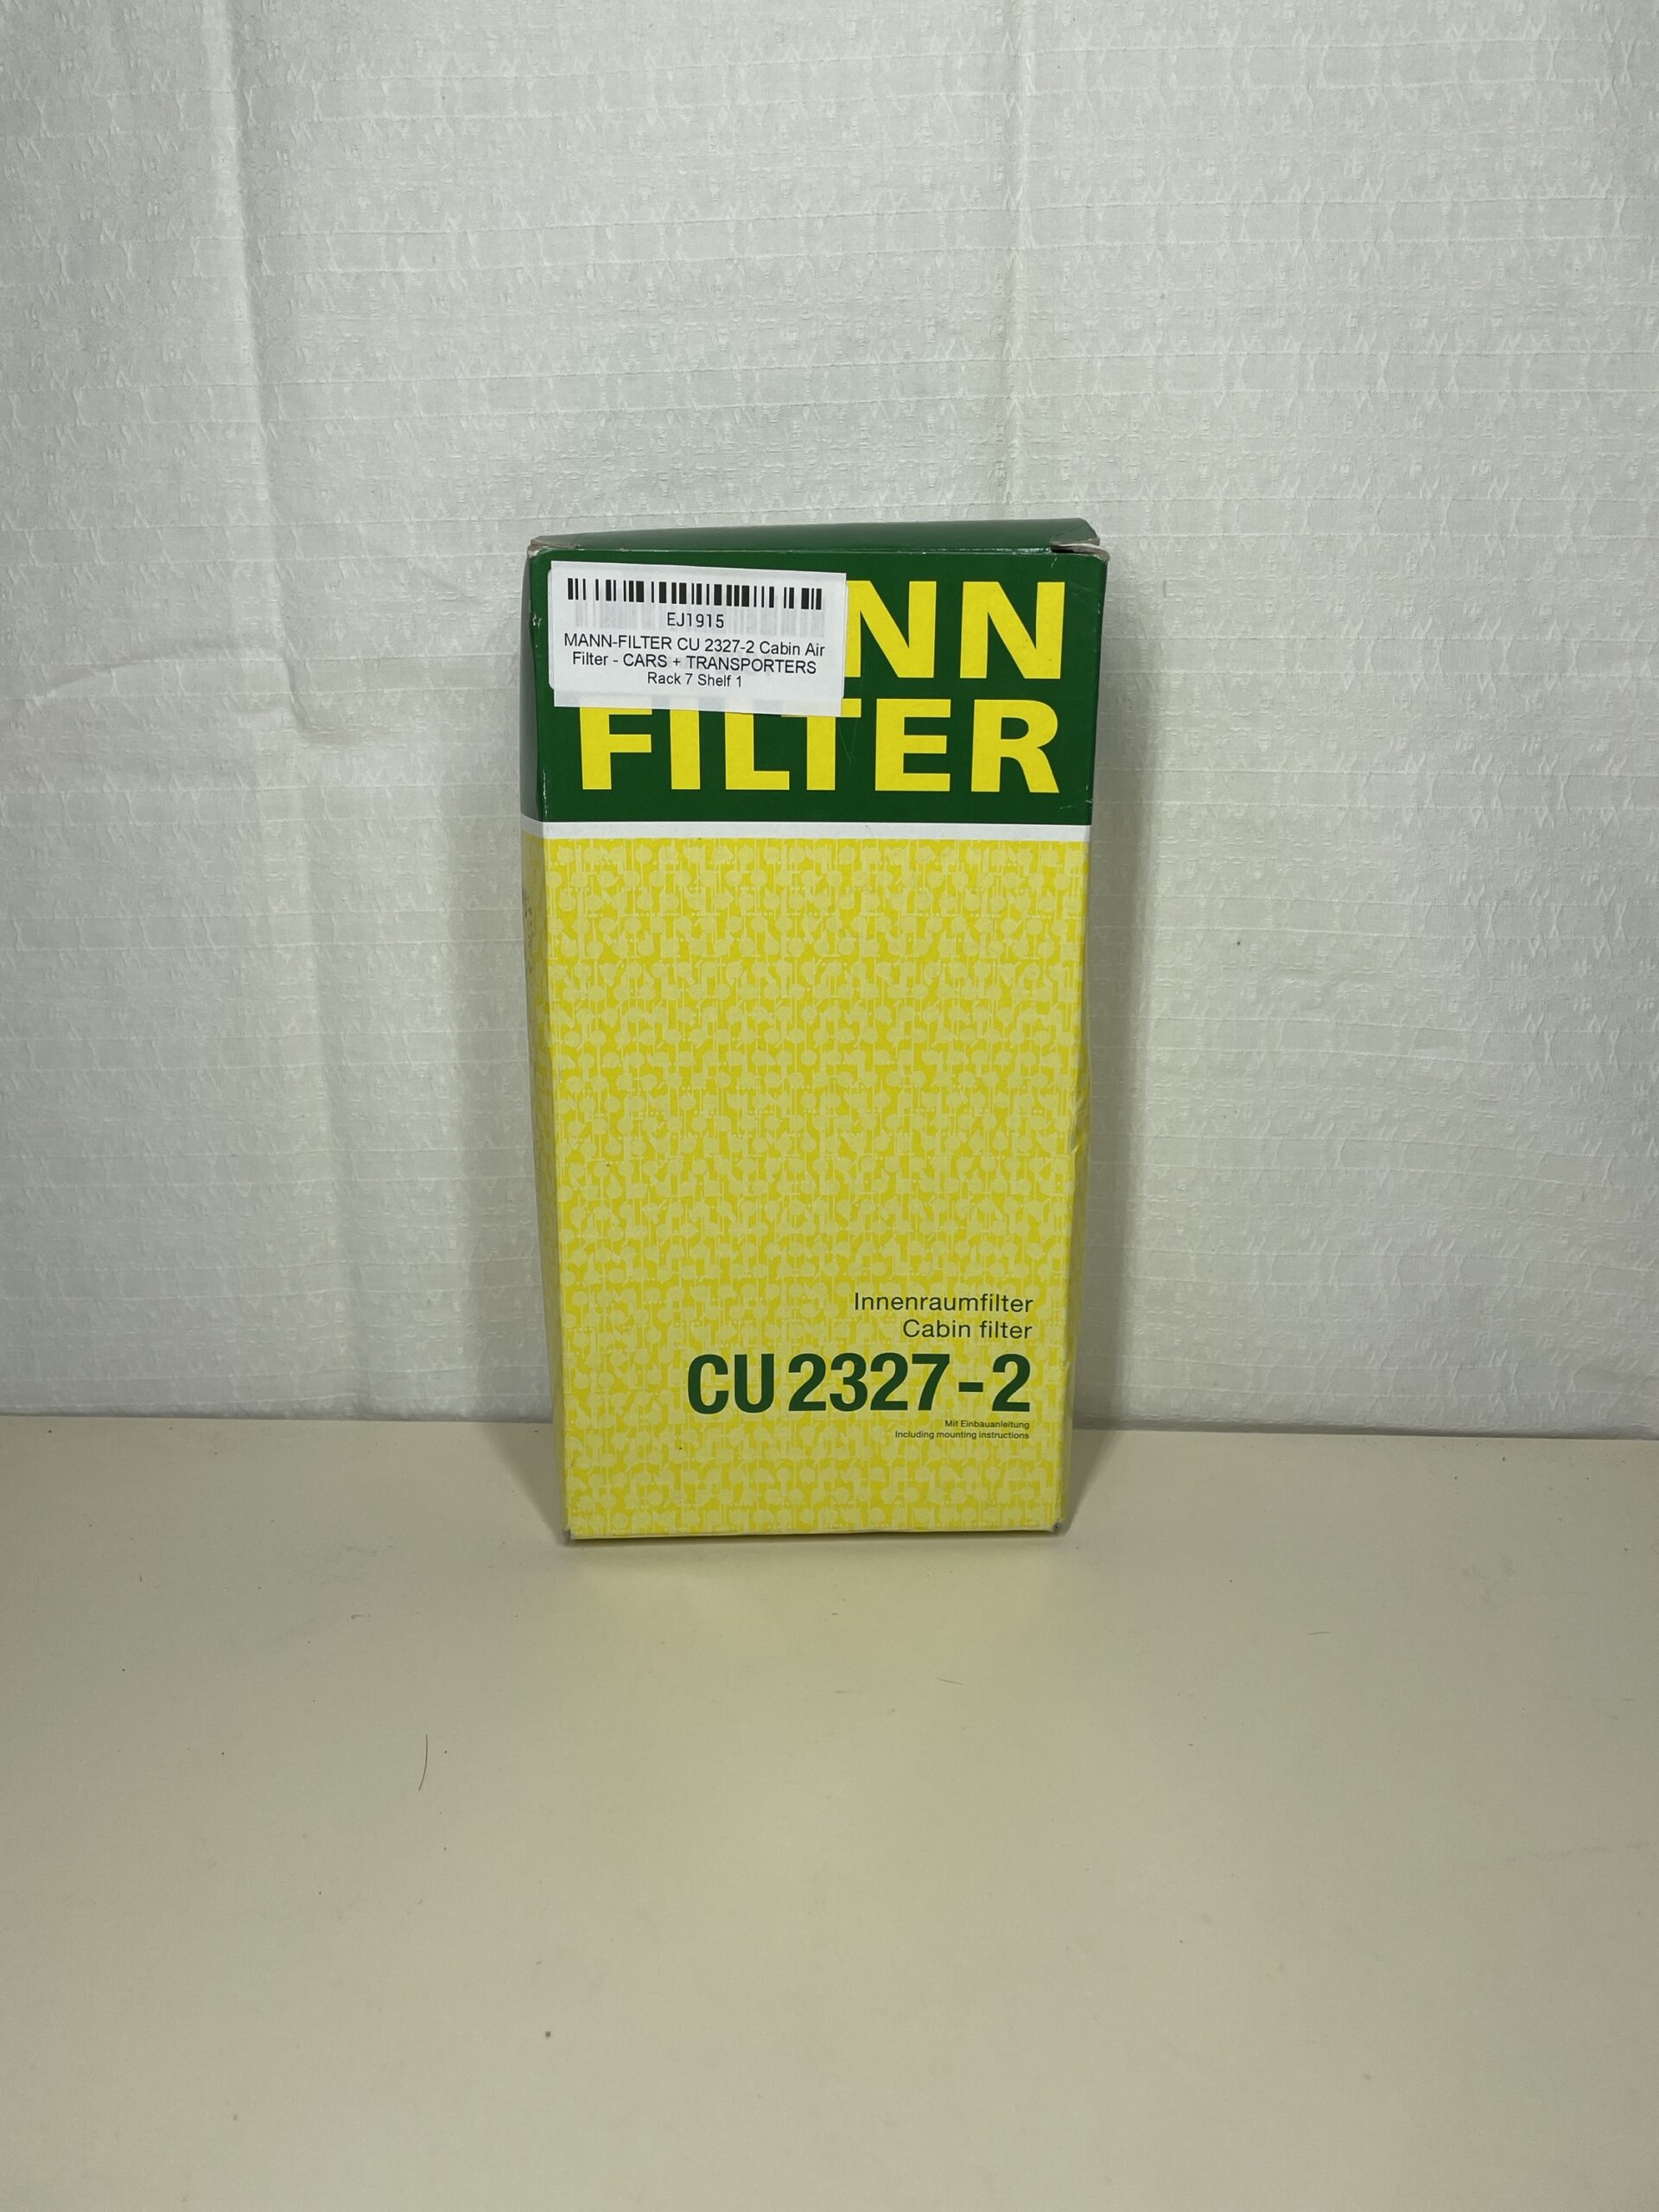 EJ1915
MANN-FILTER CU 2327-2 Cabin Air
Filter - CARS + TRANSPORTERS
Rack 7 Shelf 1
NN
FILTER
Innenraumfilter
Cabin filter
CU 2327-2
Mit Einbauanleitung
Including mounting instructions